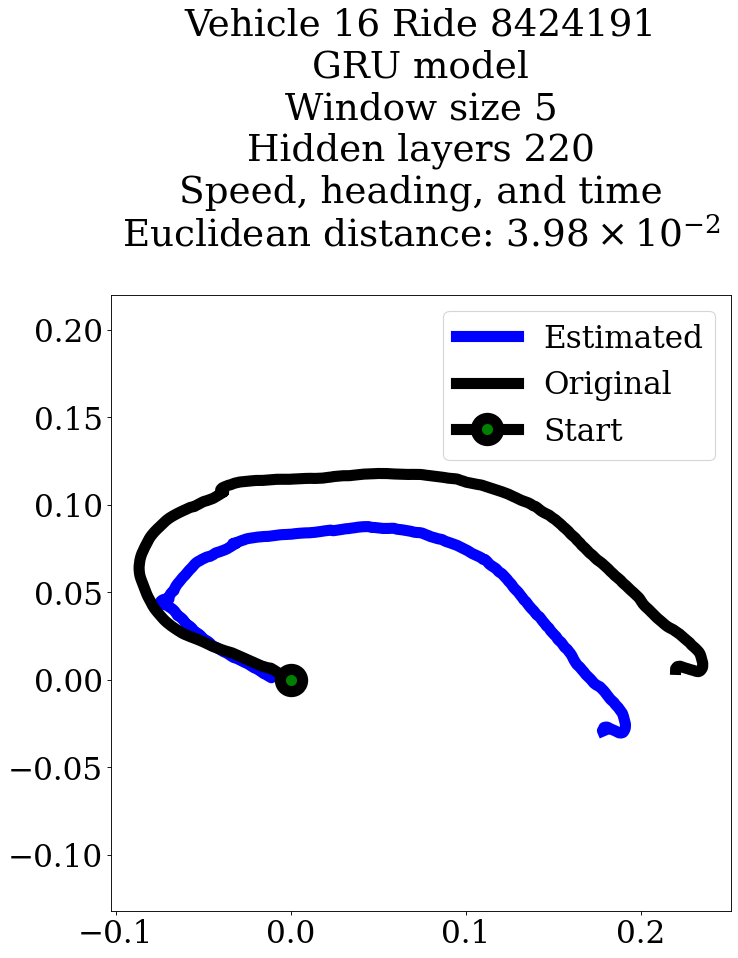 Vehicle 16 Ride 8424191
GRU model
Window size 5
Hidden layers 220
Speed, heading, and time
Euclidean distance: 3.98 × 10⁻²
Estimated
Original
Start
0.20
0.15
0.10
0.05
0.00
−0.05
−0.10
−0.1 0.0 0.1 0.2